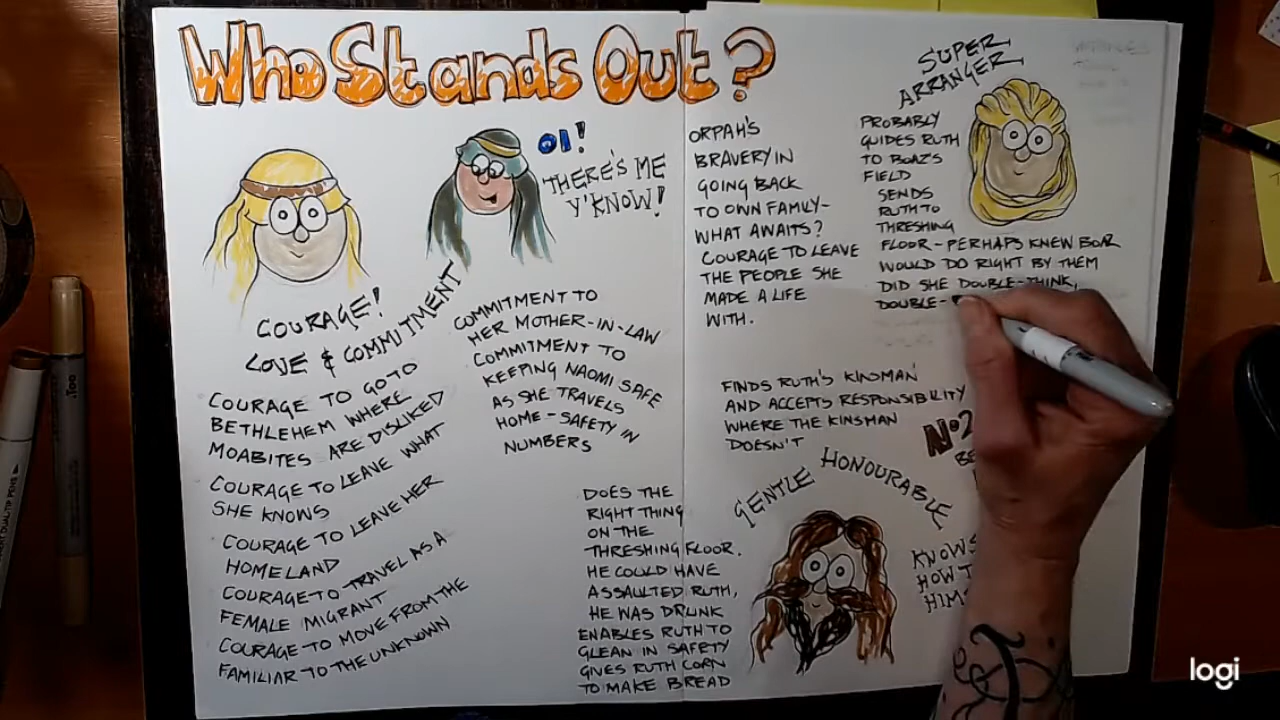 Who Stands Out?
OI!
THERE'S ME
Y'KNOW!
COURAGE!
LOVE & COMMITMENT
COURAGE TO GO TO
BETHLEHEM WHERE
MOABITES ARE DISLIKED
COURAGE TO LEAVE WHAT
SHE KNOWS
COURAGE TO LEAVE HER
HOMELAND
COURAGE TO TRAVEL AS A
FEMALE MIGRANT
COURAGE TO MOVE FROM THE
FAMILIAR TO THE UNKNOWN
COMMITMENT TO
HER MOTHER-IN-LAW
COMMITMENT TO
KEEPING NAOMI SAFE
AS SHE TRAVELS
HOME - SAFETY IN
NUMBERS
ORPAH'S
BRAVERY IN
GOING BACK
TO OWN FAMILY-
WHAT AWAITS?
COURAGE TO LEAVE
THE PEOPLE SHE
MADE A LIFE
WITH.
SUPER
ARRANGER
PROBABLY
GUIDES RUTH
TO BOAZ'S
FIELD
SENDS
RUTH TO
THRESHING
FLOOR - PERHAPS KNEW BOAZ
WOULD DO RIGHT BY THEM
DID SHE DOUBLE-THINK,
DOUBLE-
FINDS RUTH'S KINSMAN
AND ACCEPTS RESPONSIBILITY
WHERE THE KINSMAN
DOESN'T
Nº2
GENTLE HONOURABLE
KNOWS
DOES THE
RIGHT THING
ON THE
THRESHING FLOOR.
HE COULD HAVE
ASSAULTED RUTH,
HE WAS DRUNK
ENABLES RUTH TO
GLEAN IN SAFETY
GIVES RUTH CORN
TO MAKE BREAD
logi